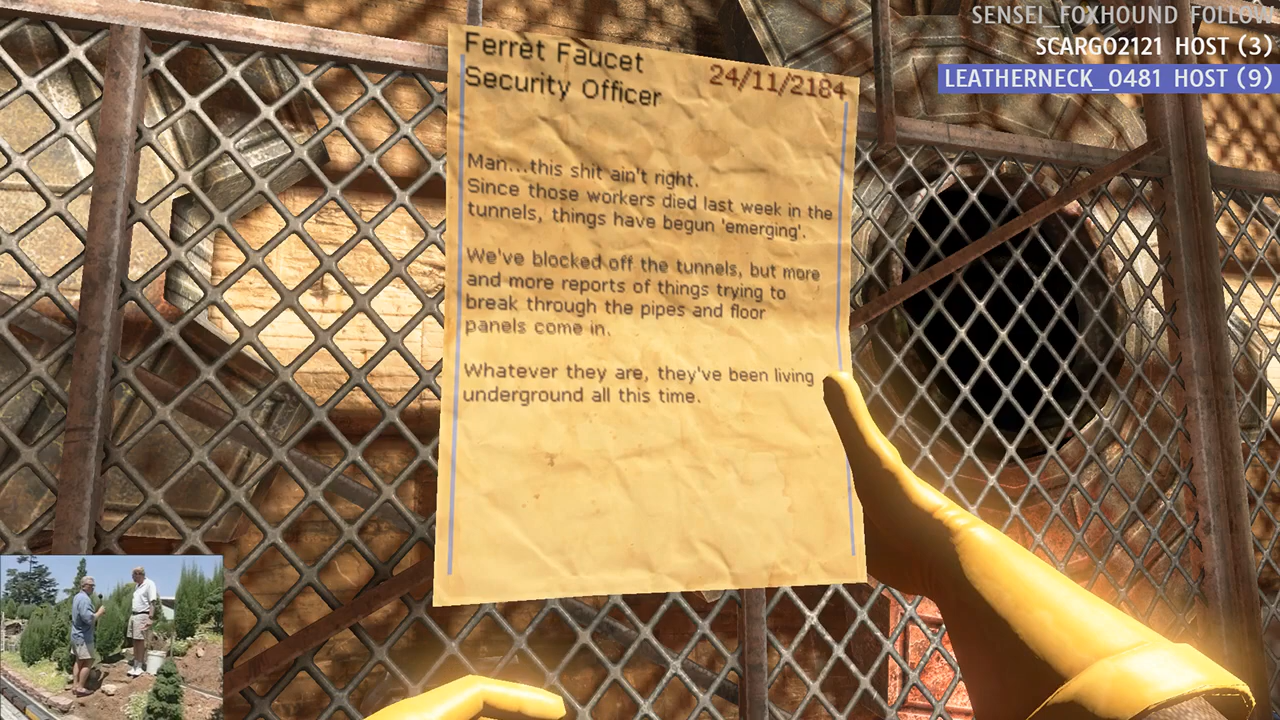 SENSEI_FOXHOUND FOLLOW
SCARGO2121 HOST (3)
LEATHERNECK_0481 HOST (9)
Ferret Faucet
Security Officer
24/11/2184
Man...this shit ain't right.
Since those workers died last week in the
tunnels, things have begun 'emerging'.
We've blocked off the tunnels, but more
and more reports of things trying to
break through the pipes and floor
panels come in.
Whatever they are, they've been living
underground all this time.